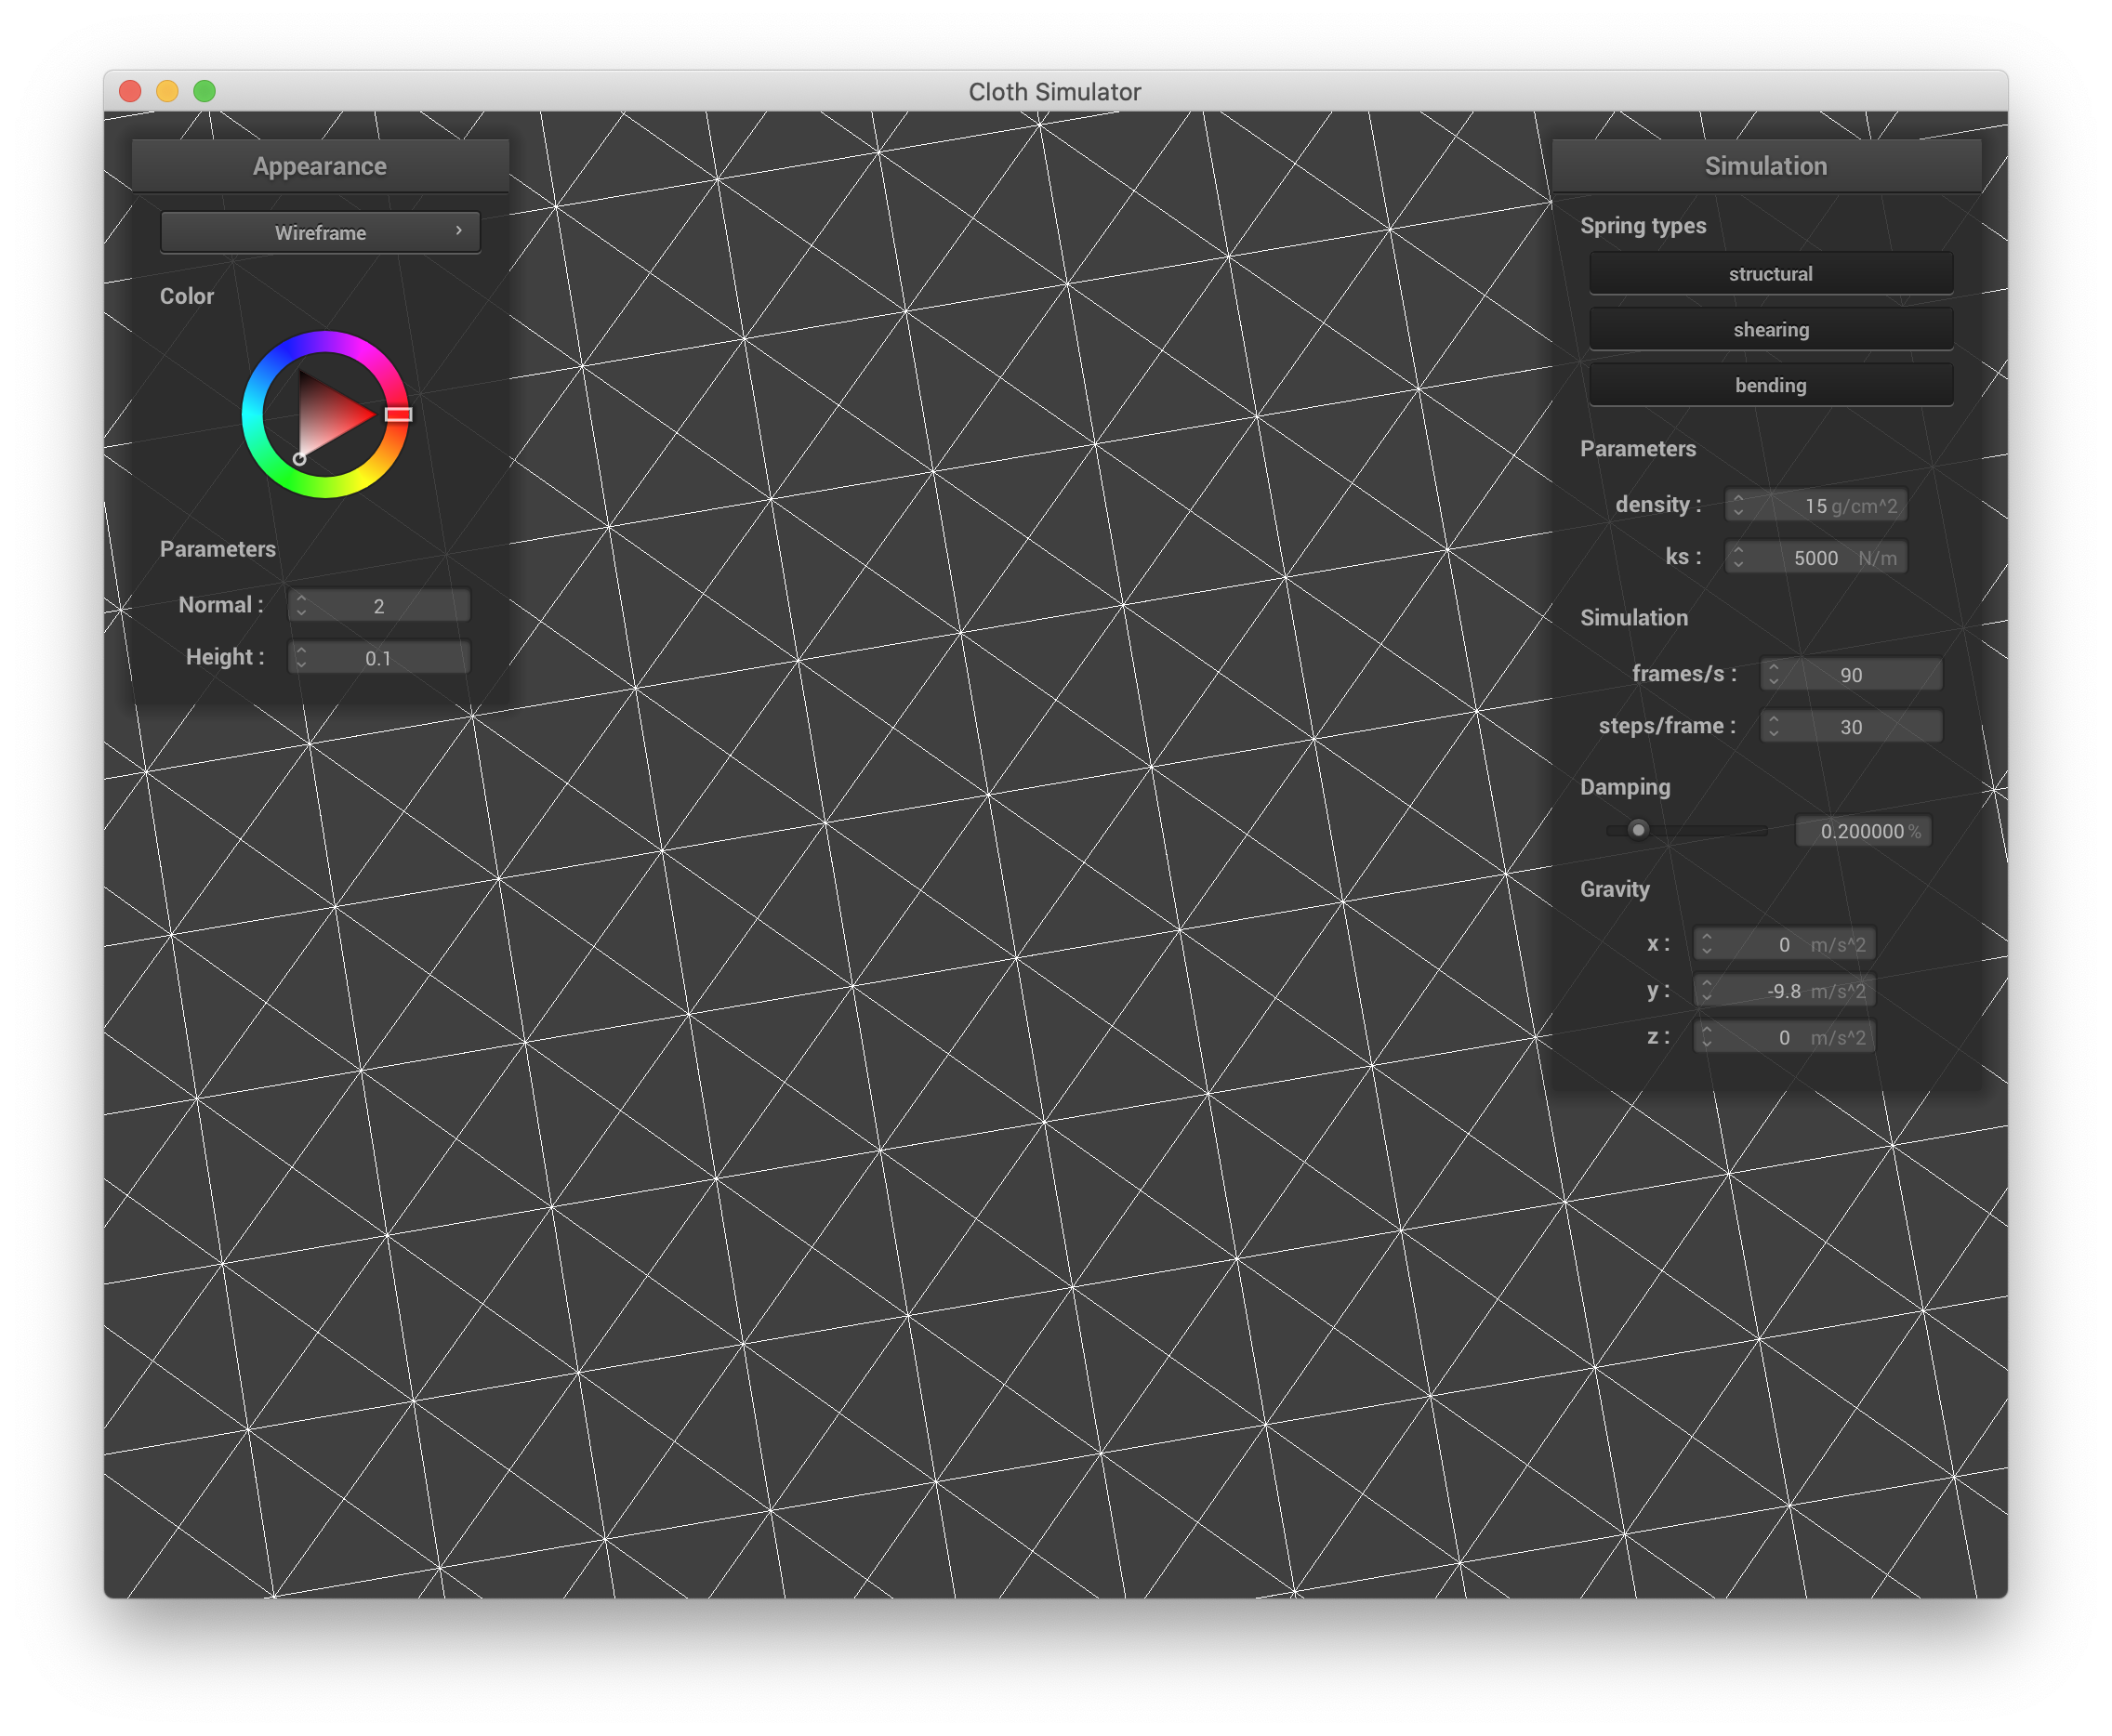 Cloth Simulator
Appearance
Wireframe
Color
Parameters
Normal : 2
Height : 0.1
Simulation
Spring types
structural
shearing
bending
Parameters
density : 15 g/cm^2
ks : 5000 N/m
Simulation
frames/s : 90
steps/frame : 30
Damping
0.200000 %
Gravity
x : 0 m/s^2
y : -9.8 m/s^2
z : 0 m/s^2